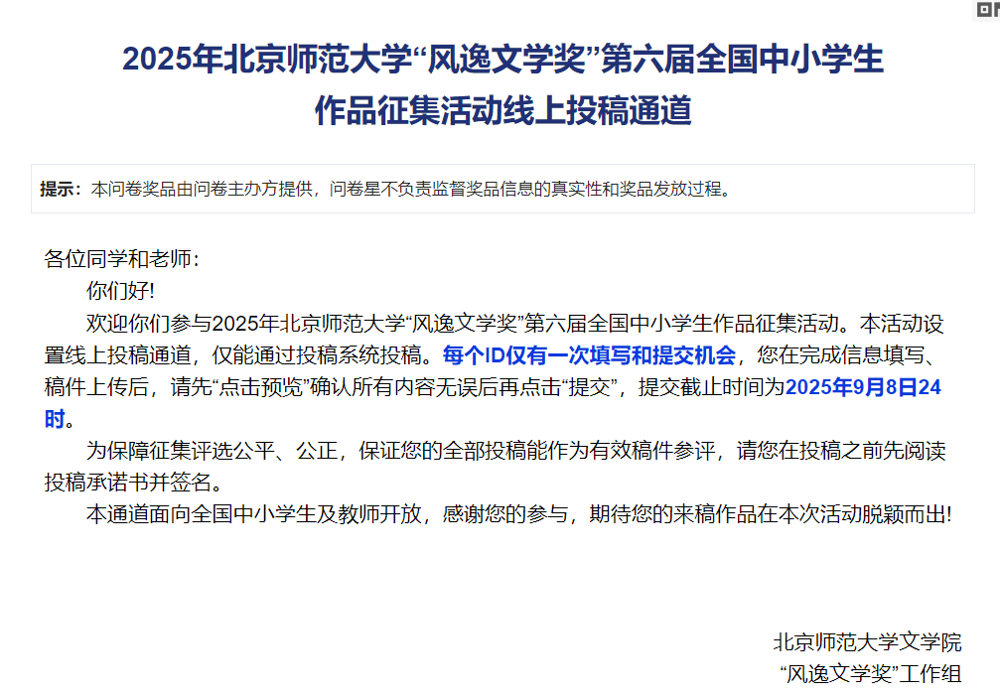 2025年北京师范大学“风逸文学奖”第六届全国中小学生
作品征集活动线上投稿通道
提示：本问卷奖品由问卷主办方提供，问卷星不负责监督奖品信息的真实性和奖品发放过程。
各位同学和老师：
你们好！
欢迎你们参与2025年北京师范大学“风逸文学奖”第六届全国中小学生作品征集活动。本活动设
置线上投稿通道，仅能通过投稿系统投稿。每个ID仅有一次填写和提交机会，您在完成信息填写、
稿件上传后，请先“点击预览”确认所有内容无误后再点击“提交”，提交截止时间为2025年9月8日24
时。
为保障征集评选公平、公正，保证您的全部投稿能作为有效稿件参评，请您在投稿之前先阅读
投稿承诺书并签名。
本通道面向全国中小学生及教师开放，感谢您的参与，期待您的来稿作品在本次活动脱颖而出！
北京师范大学文学院
“风逸文学奖”工作组